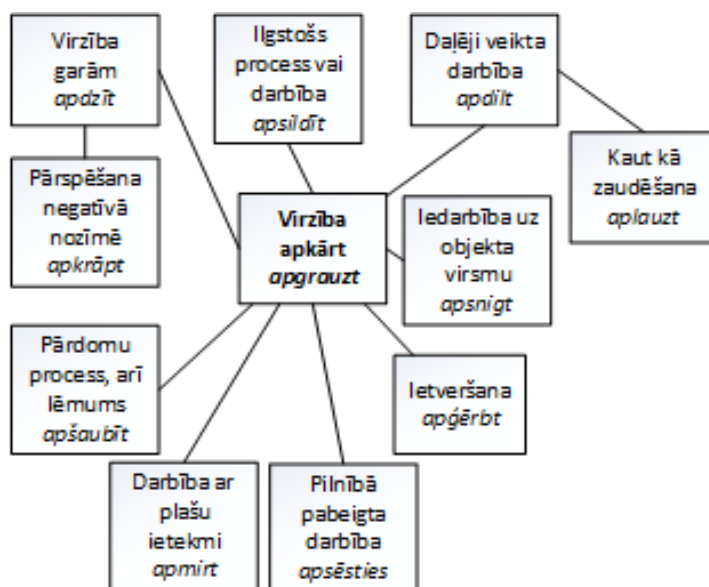 Virzība
garām
apdzīt
Ilgstošs
process vai
darbība
apsildīt
Daļēji veikta
darbība
apdilt
Pārspēšana
negatīvā
nozīmē
apkrāpt
Virzība
apkārt
apgrauzt
Iedarbība uz
objekta
virsmu
apsnigt
Kaut kā
zaudēšana
aplauzt
Pārdomu
process, arī
lēmums
apšaubīt
Ietveršana
apģērbt
Darbība ar
plašu
ietekmi
apmirt
Pilnībā
pabeigta
darbība
apsēsties